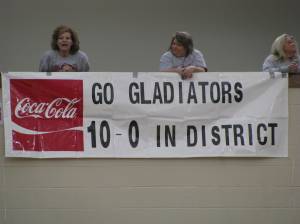 Coca-Cola
GO GLADIATORS
10-0 IN DISTRICT